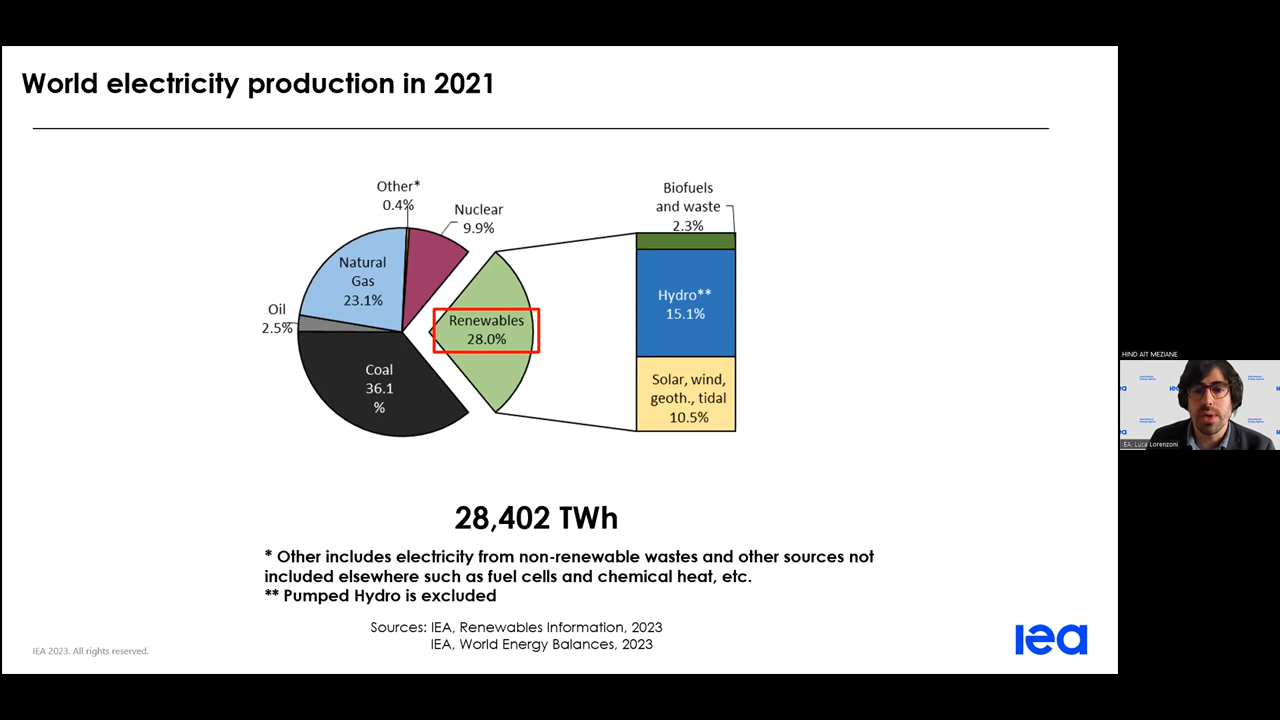 World electricity production in 2021
Other*
0.4%
Nuclear
9.9%
Natural
Gas
23.1%
Oil
2.5%
Coal
36.1
%
Renewables
28.0%
Biofuels
and waste
2.3%
Hydro**
15.1%
Solar, wind,
geoth., tidal
10.5%
28,402 TWh
* Other includes electricity from non-renewable wastes and other sources not
included elsewhere such as fuel cells and chemical heat, etc.
** Pumped Hydro is excluded
Sources: IEA, Renewables Information, 2023
IEA, World Energy Balances, 2023
IEA 2023. All rights reserved.
iea
HIND AIT MEZIANE
IEA, Luca Lorenzoni